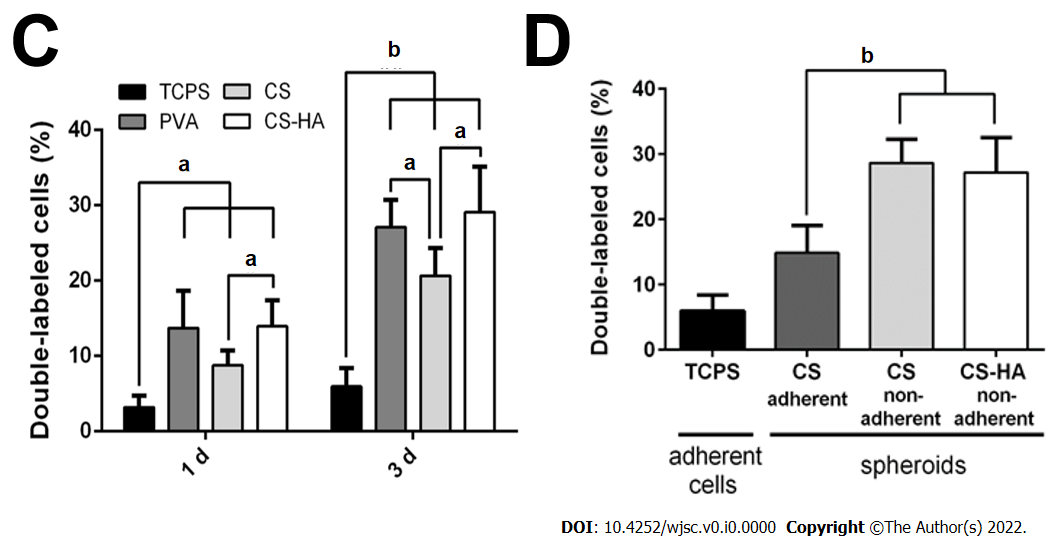 C
b
TCPS
CS
PVA
CS-HA
Double-labeled cells (%)
40
30
20
10
0
a
a
a
a
1 d
3 d
D
b
Double-labeled cells (%)
40
30
20
10
0
TCPS
CS
adherent
CS
non-
adherent
CS-HA
non-
adherent
adherent
cells
spheroids
DOI: 10.4252/wjsc.v0.i0.0000 Copyright ©The Author(s) 2022.